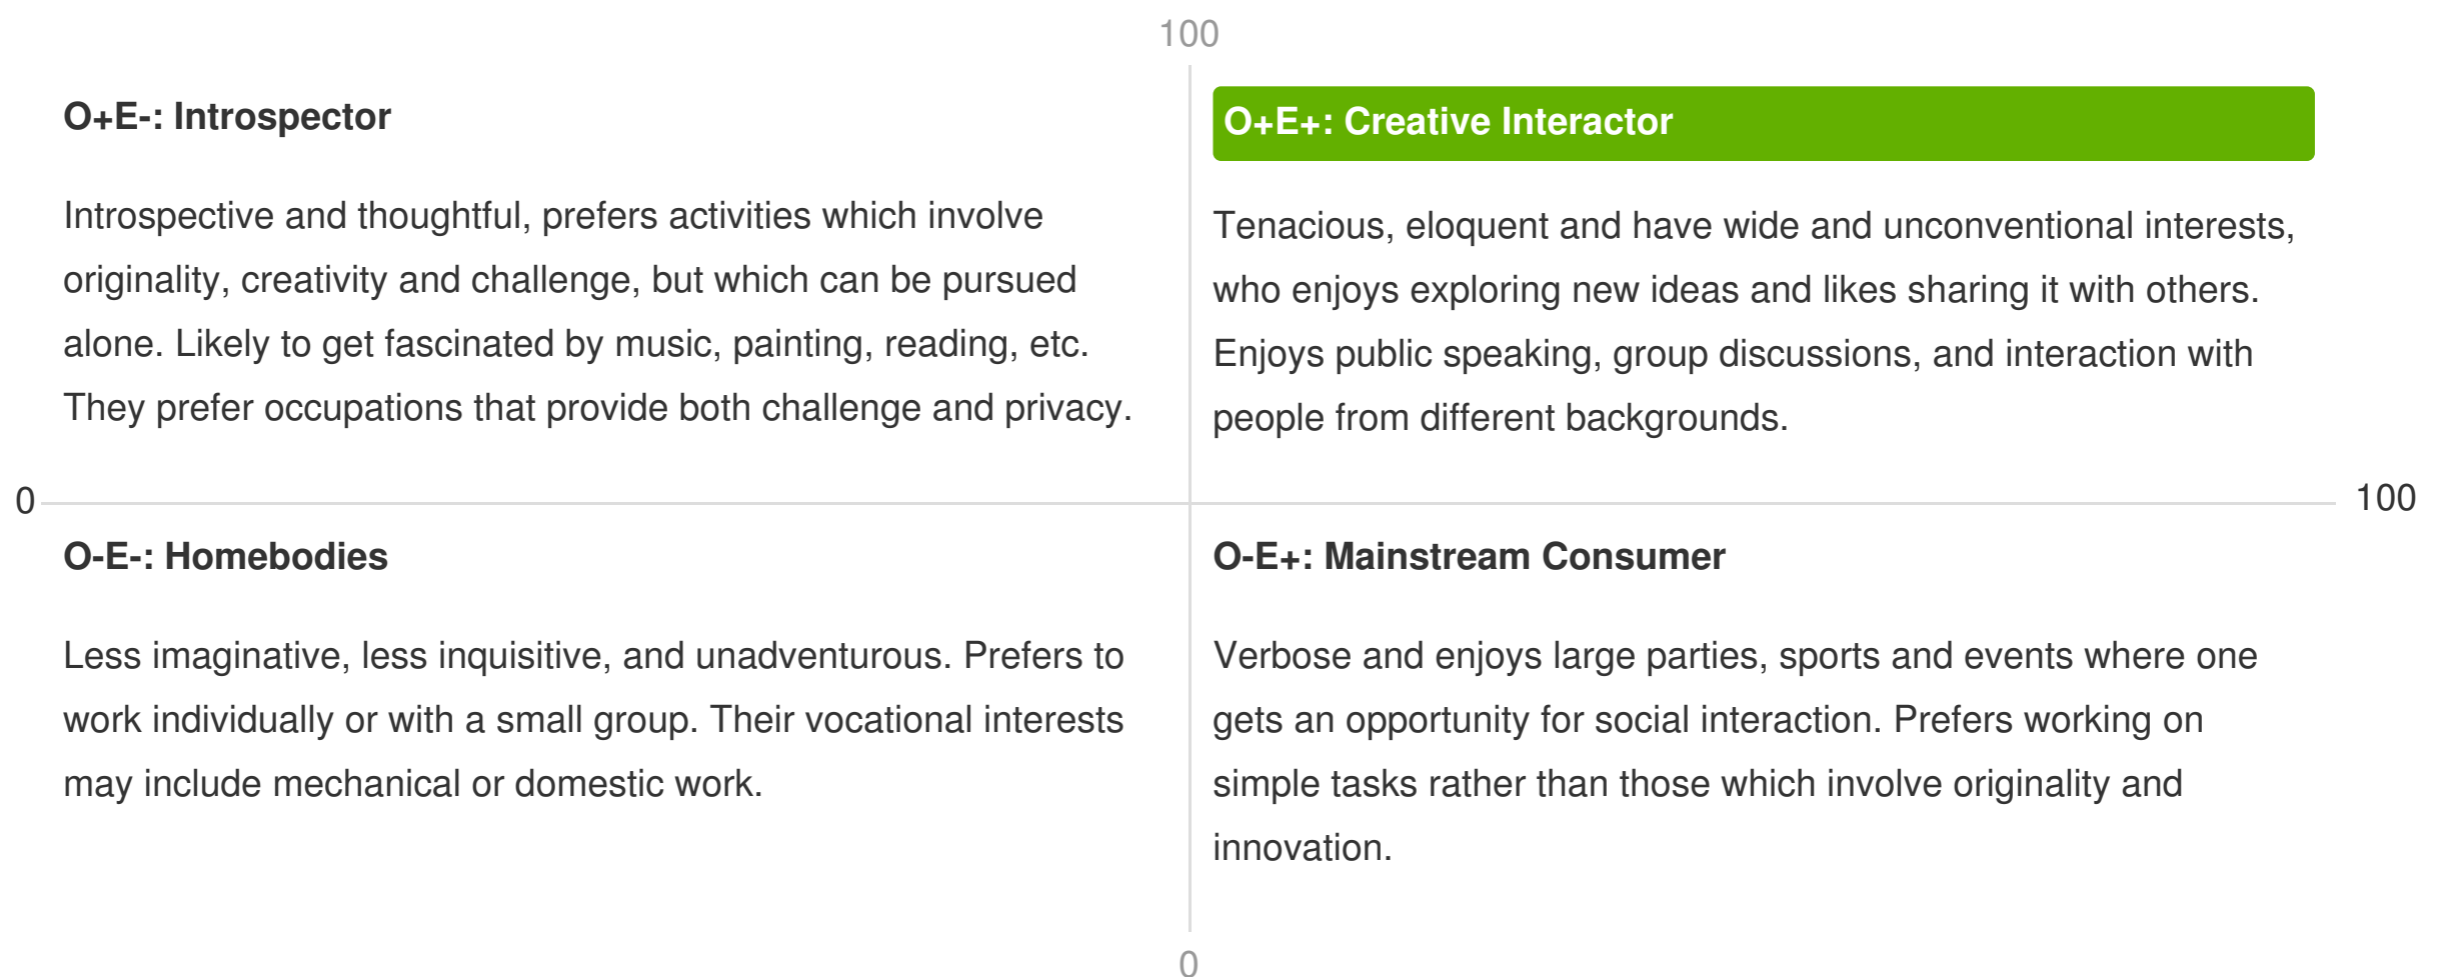 100
O+E-: Introspector
Introspective and thoughtful, prefers activities which involve
originality, creativity and challenge, but which can be pursued
alone. Likely to get fascinated by music, painting, reading, etc.
They prefer occupations that provide both challenge and privacy.
O+E+: Creative Interactor
Tenacious, eloquent and have wide and unconventional interests,
who enjoys exploring new ideas and likes sharing it with others.
Enjoys public speaking, group discussions, and interaction with
people from different backgrounds.
0
100
O-E-: Homebodies
Less imaginative, less inquisitive, and unadventurous. Prefers to
work individually or with a small group. Their vocational interests
may include mechanical or domestic work.
O-E+: Mainstream Consumer
Verbose and enjoys large parties, sports and events where one
gets an opportunity for social interaction. Prefers working on
simple tasks rather than those which involve originality and
innovation.
0